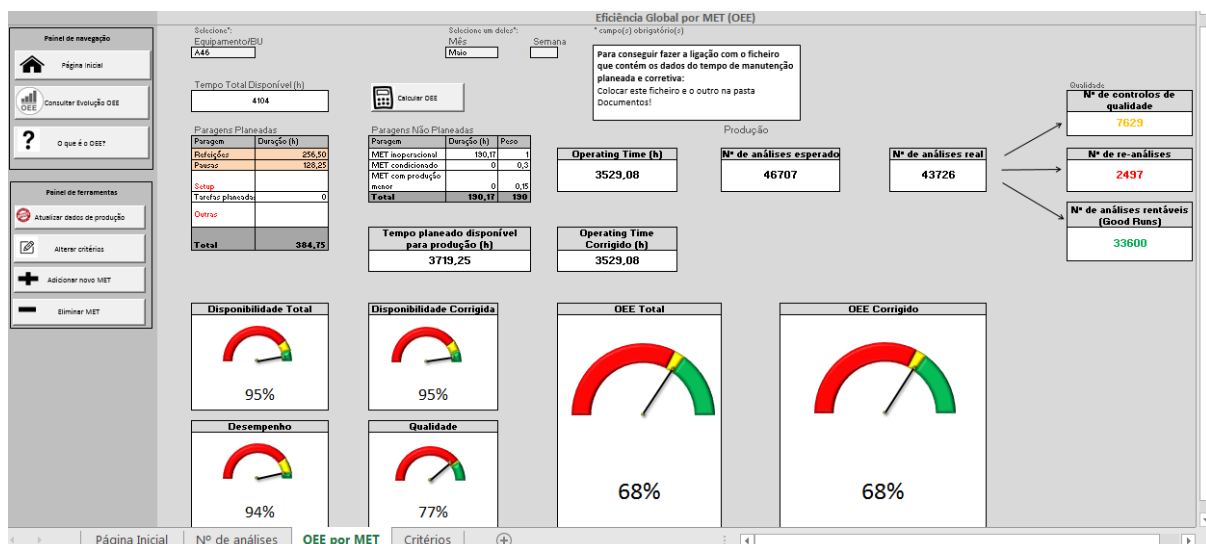 Eficiência Global por MET (OEE)
Painel de navegação
Página Inicial
Consultar Evolução OEE
OEE
? O que é o OEE?
Painel de ferramentas
Atualizar dados de produção
Alterar critérios
Adicionar novo MET
Eliminar MET
Selecione*:
Equipamento/BU
A46
Selecione um deles*:
Mês Semana
Maio
* campo(s) obrigatório(s)
Para conseguir fazer a ligação com o ficheiro
que contém os dados do tempo de manutenção
planeada e corretiva:
Colocar este ficheiro e o outro na pasta
Documentos!
Tempo Total Disponível (h)
4104
Calcular OEE
Paragens Planeadas
Paragem Duração (h)
Refeições 256,50
Pausas 128,25
Setup
Tarefas planeadas 0
Outras
Total 384,75
Paragens Não Planeadas
Paragem Duração (h) Peso
MET inoperacional 190,17 1
MET condicionado 0 0,3
MET com produção
menor 0 0,15
Total 190,17 190
Tempo planeado disponível
para produção (h)
3719,25
Operating Time (h)
3529,08
Operating Time
Corrigido (h)
3529,08
Produção
Nº de análises esperado
46707
Nº de análises real
43726
Qualidade
Nº de controlos de
qualidade
7629
Nº de re-análises
2497
Nº de análises rentáveis
(Good Runs)
33600
Disponibilidade Total
95%
Disponibilidade Corrigida
95%
Desempenho
94%
Qualidade
77%
OEE Total
68%
OEE Corrigido
68%
Página Inicial Nº de análises OEE por MET Critérios